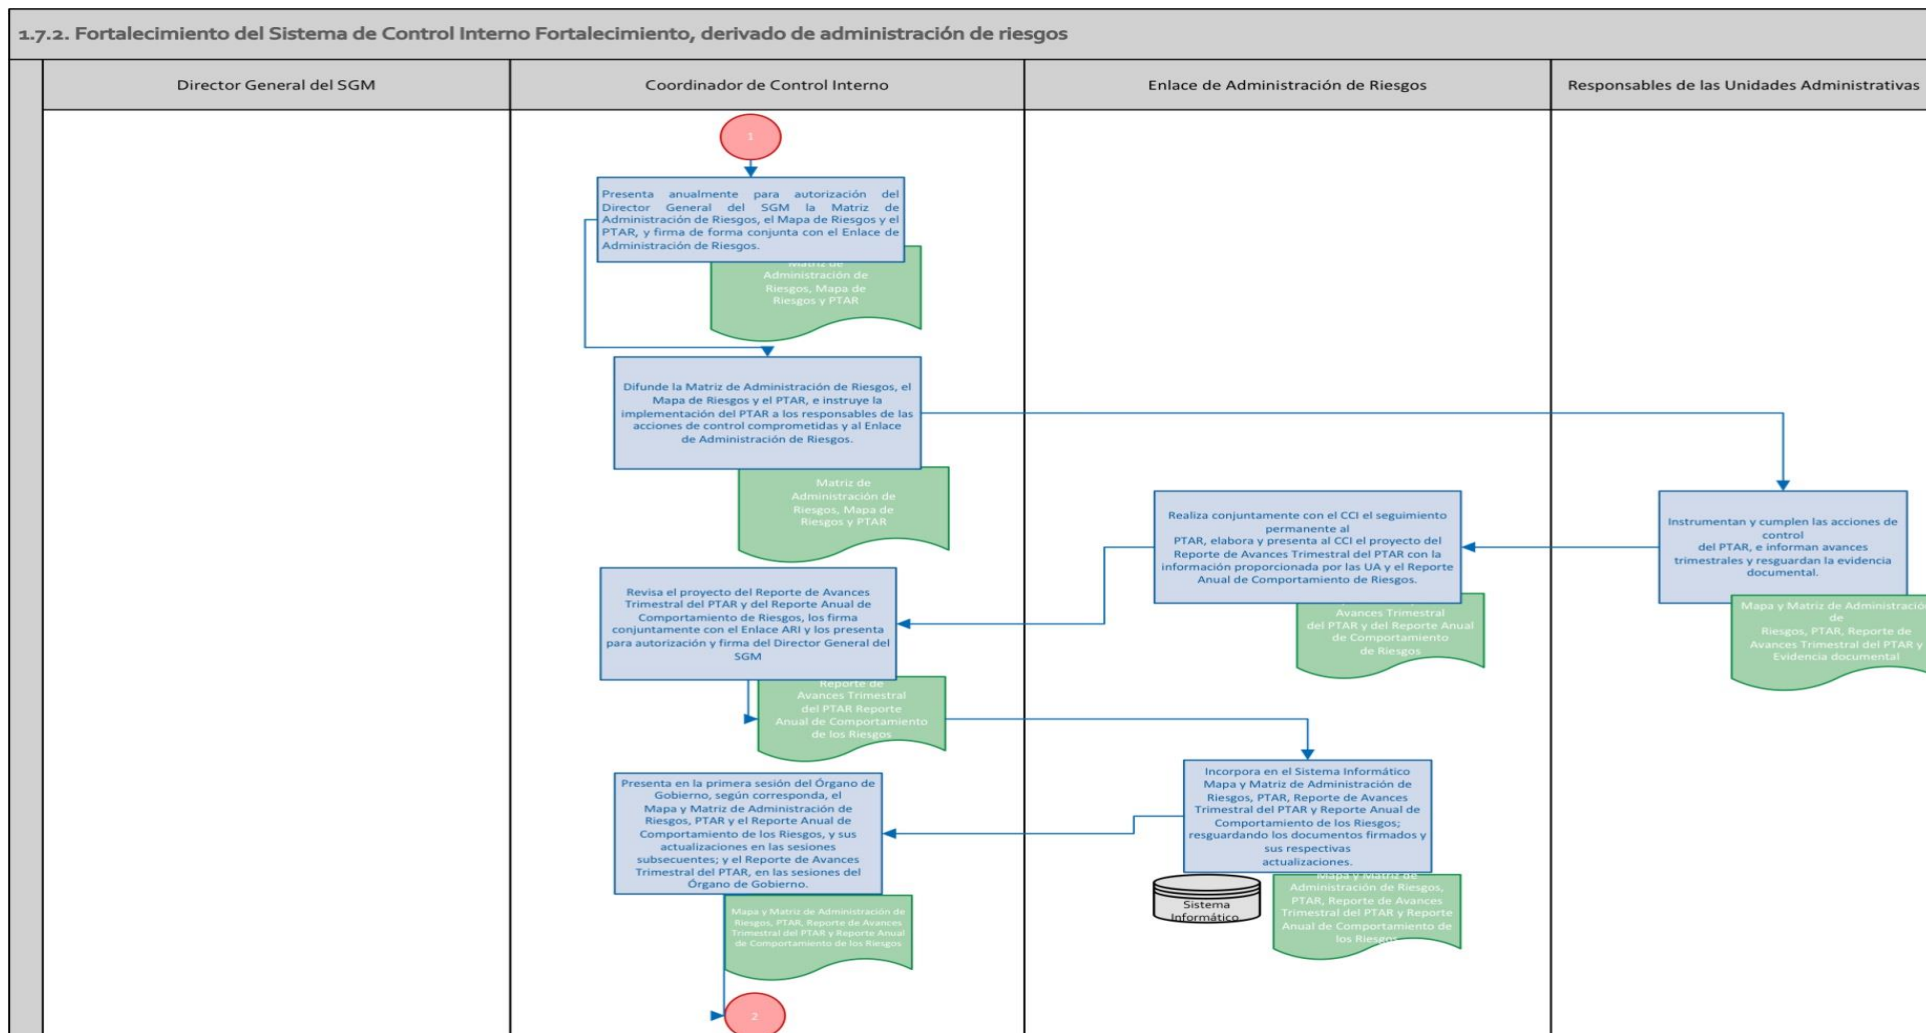 1.7.2. Fortalecimiento del Sistema de Control Interno Fortalecimiento, derivado de administración de riesgos
Director General del SGM
Coordinador de Control Interno
Enlace de Administración de Riesgos
Responsables de las Unidades Administrativas
1
Presenta anualmente para autorización del
Director General del SGM la Matriz de
Administración de Riesgos, el Mapa de Riesgos y el
PTAR, y firma de forma conjunta con el Enlace de
Administración de Riesgos.
Matriz de
Administración de
Riesgos, Mapa de
Riesgos y PTAR
Difunde la Matriz de Administración de Riesgos, el
Mapa de Riesgos y el PTAR, e instruye la
implementación del PTAR a los responsables de las
acciones de control comprometidas y al Enlace
de Administración de Riesgos.
Matriz de
Administración de
Riesgos, Mapa de
Riesgos y PTAR
Instrumentan y cumplen las acciones de
control
del PTAR, e informan avances
trimestrales y resguardan la evidencia
documental.
Mapa y Matriz de Administración
de
Riesgos, PTAR, Reporte de
Avances Trimestral del PTAR y
Evidencia documental
Realiza conjuntamente con el CCI el seguimiento
permanente al
PTAR, elabora y presenta al CCI el proyecto del
Reporte de Avances Trimestral del PTAR con la
información proporcionada por las UA y el Reporte
Anual de Comportamiento de Riesgos.
Avances Trimestral
del PTAR y del Reporte Anual
de Comportamiento
de Riesgos
Revisa el proyecto del Reporte de Avances
Trimestral del PTAR y del Reporte Anual de
Comportamiento de Riesgos, los firma
conjuntamente con el Enlace ARI y los presenta
para autorización y firma del Director General del
SGM
Reporte de
Avances Trimestral
del PTAR Reporte
Anual de Comportamiento
de los Riesgos
Incorpora en el Sistema Informático
Mapa y Matriz de Administración de
Riesgos, PTAR, Reporte de Avances
Trimestral del PTAR y Reporte Anual de
Comportamiento de los Riesgos;
resguardando los documentos firmados y
sus respectivas
actualizaciones.
Sistema
Informático
Mapa y Matriz de
Administración de Riesgos,
PTAR, Reporte de Avances
Trimestral del PTAR y Reporte
Anual de Comportamiento de
los Riesgos
Presenta en la primera sesión del Órgano de
Gobierno, según corresponda, el
Mapa y Matriz de Administración de
Riesgos, PTAR y el Reporte Anual de
Comportamiento de los Riesgos, y sus
actualizaciones en las sesiones
subsecuentes; y el Reporte de Avances
Trimestral del PTAR, en las sesiones del
Órgano de Gobierno.
Mapa y Matriz de Administración de
Riesgos, PTAR, Reporte de Avances
Trimestral del PTAR y Reporte Anual
de Comportamiento de los Riesgos
2